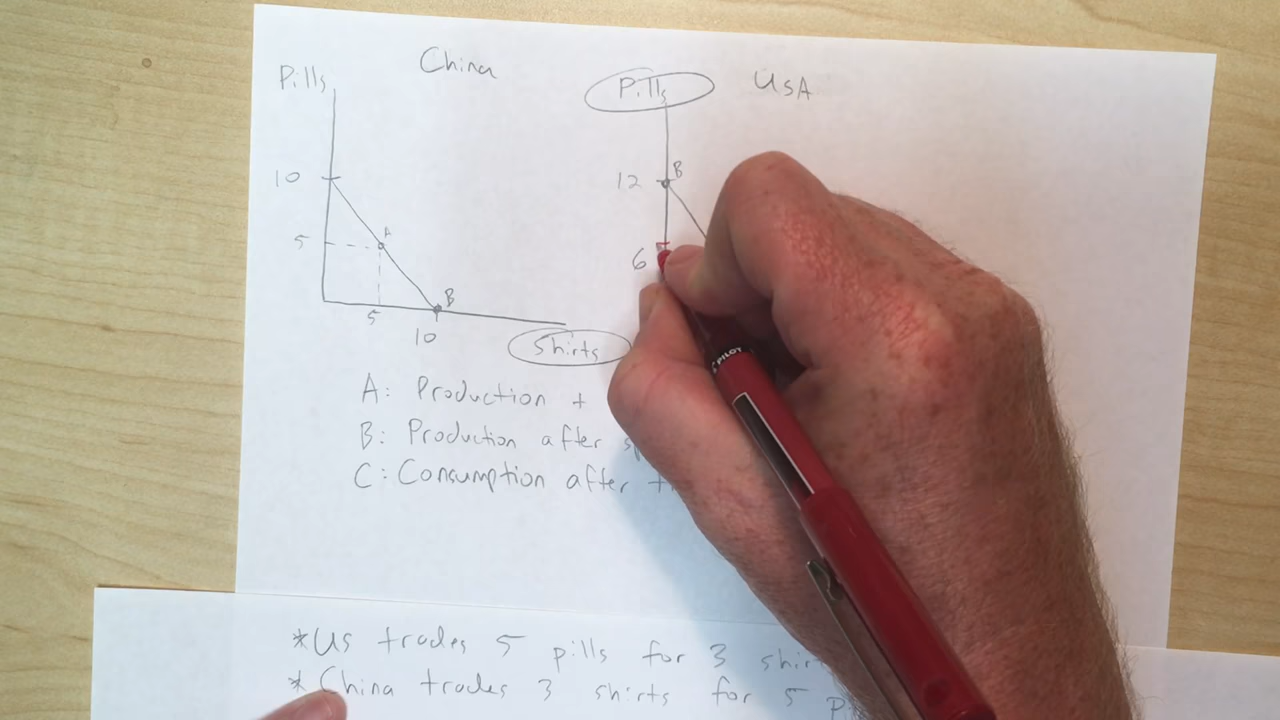 China
USA
Pills
Pills
10
5
A
B
5
10
Shirts
12
B
6
A: Production +
B: Production after
C: Consumption after
*US trades 5 pills for 3
*China trades 3 shirts for 5
PILOT